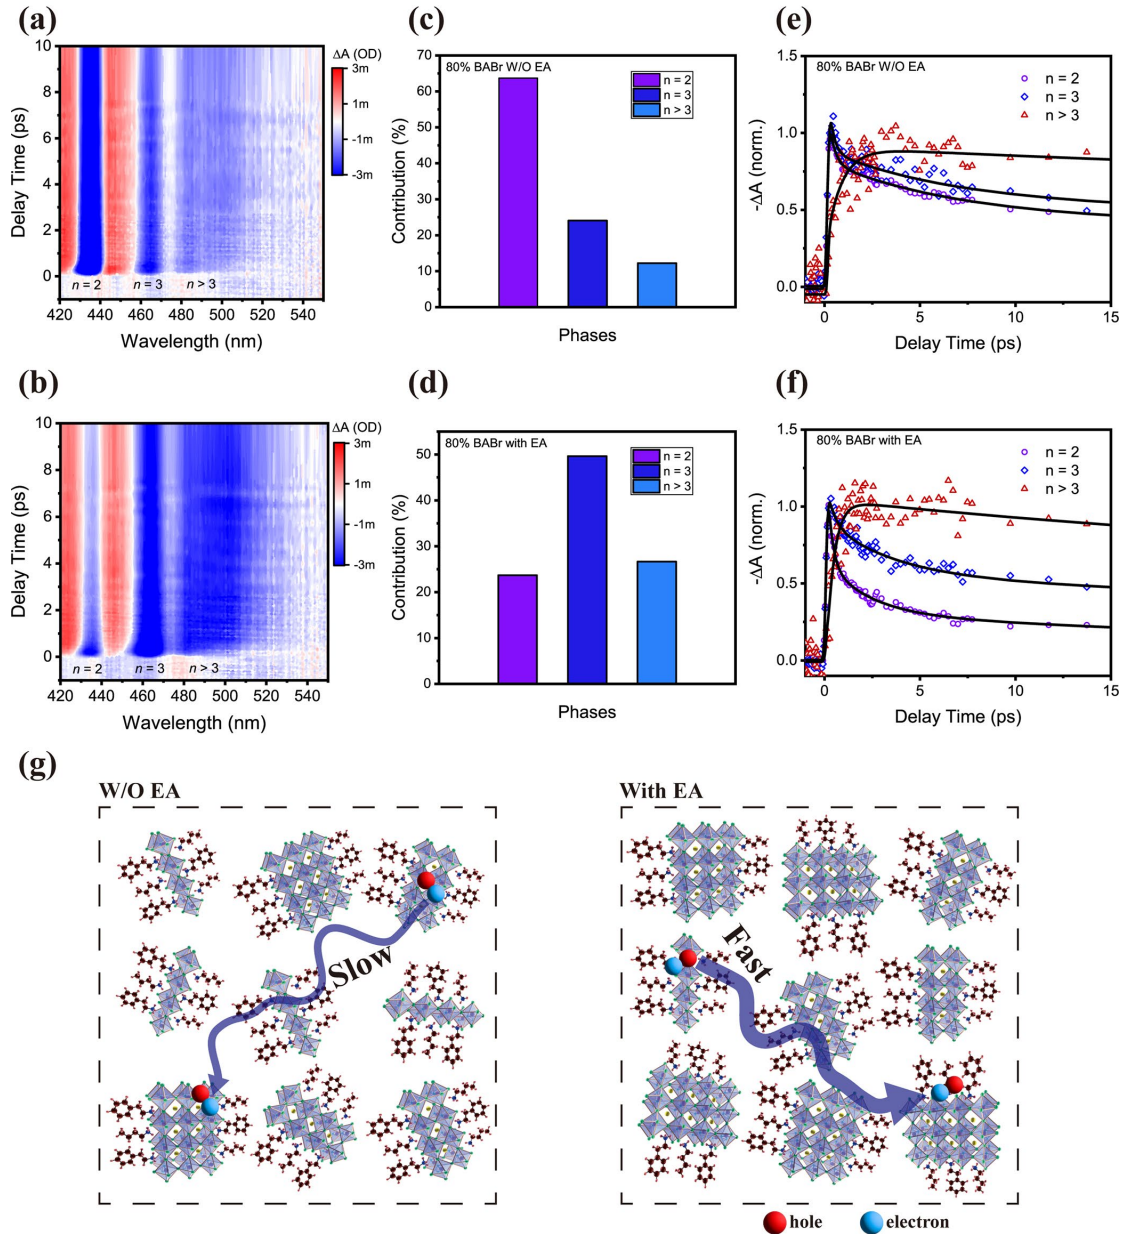 (a)
10
8
6
4
2
0
Delay Time (ps)
ΔA (OD)
3m
1m
-1m
-3m
n = 2
n = 3
n > 3
420 440 460 480 500 520 540
Wavelength (nm)
(c)
80% BABr W/O EA
n = 2
n = 3
n > 3
70
60
50
40
30
20
10
0
Contribution (%)
Phases
(e)
80% BABr W/O EA
n = 2
n = 3
n > 3
1.5
1.0
0.5
0.0
-ΔA (norm.)
0 5 10 15
Delay Time (ps)
(b)
10
8
6
4
2
0
Delay Time (ps)
ΔA (OD)
3m
1m
-1m
-3m
n = 2
n = 3
n > 3
420 440 460 480 500 520 540
Wavelength (nm)
(d)
80% BABr with EA
n = 2
n = 3
n > 3
50
40
30
20
10
0
Contribution (%)
Phases
(f)
80% BABr with EA
n = 2
n = 3
n > 3
1.5
1.0
0.5
0.0
-ΔA (norm.)
0 5 10 15
Delay Time (ps)
(g)
W/O EA
Slow
With EA
Fast
hole
electron